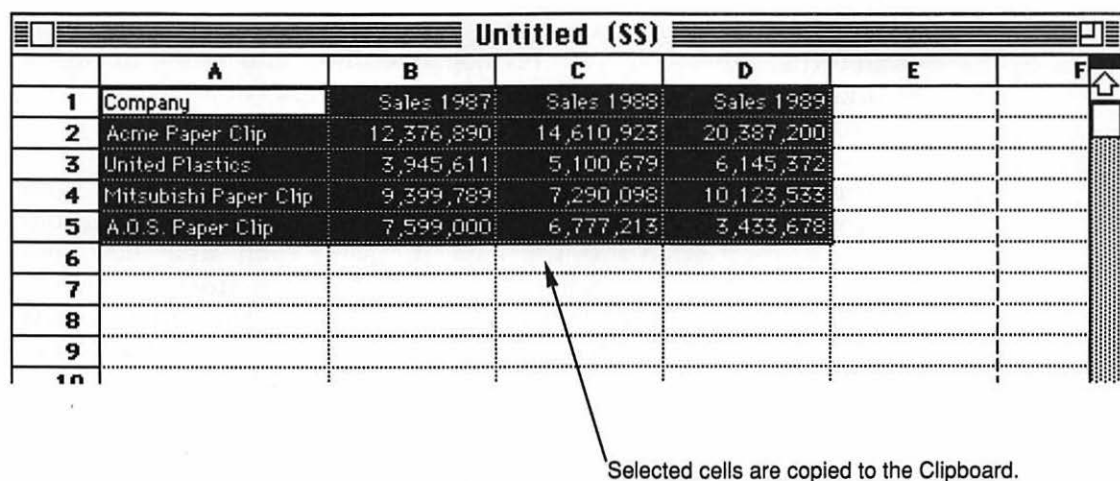 Untitled (SS)
A B C D E F
1 Company Sales 1987 Sales 1988 Sales 1989
2 Acme Paper Clip 12,376,890 14,610,923 20,387,200
3 United Plastics 3,945,611 5,100,679 6,145,372
4 Mitsubishi Paper Clip 9,399,789 7,290,098 10,123,533
5 A.O.S. Paper Clip 7,599,000 6,777,213 3,433,678
6
7
8
9
10
Selected cells are copied to the Clipboard.